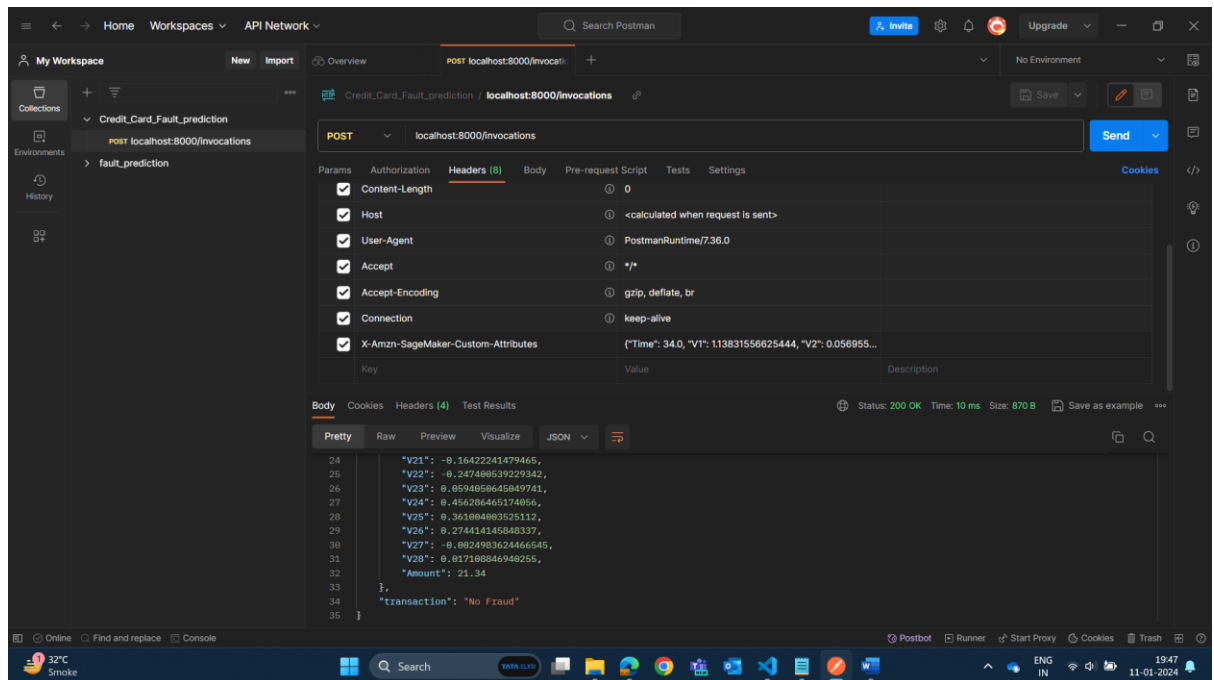 Home Workspaces API Network Search Postman Invite Upgrade
My Workspace New Import Overview POST localhost:8000/invocatic No Environment
Collections
Environments
History
Credit_Card_Fault_prediction
POST localhost:8000/invocations
fault_prediction
HTTP Credit_Card_Fault_prediction / localhost:8000/invocations Save
POST localhost:8000/invocations Send
Params Authorization Headers (8) Body Pre-request Script Tests Settings Cookies
Content-Length 0
Host <calculated when request is sent>
User-Agent PostmanRuntime/7.36.0
Accept */*
Accept-Encoding gzip, deflate, br
Connection keep-alive
X-Amzn-SageMaker-Custom-Attributes {"Time": 34.0, "V1": 1.13831556625444, "V2": 0.056955...
Key Value Description
Body Cookies Headers (4) Test Results Status: 200 OK Time: 10 ms Size: 870 B Save as example
Pretty Raw Preview Visualize JSON
24 "V21": -0.16422241479465,
25 "V22": -0.247400539229342,
26 "V23": 0.0594050645049741,
27 "V24": 0.456286465174056,
28 "V25": 0.361004003525112,
29 "V26": 0.274414145848337,
30 "V27": -0.0024983624466545,
31 "V28": 0.017108846940255,
32 "Amount": 21.34
33 },
34 "transaction": "No Fraud"
35 }
Online Find and replace Console Postbot Runner Start Proxy Cookies Trash
1 32°C Search TATA ELXSI ENG 19:47
Smoke IN 11-01-2024